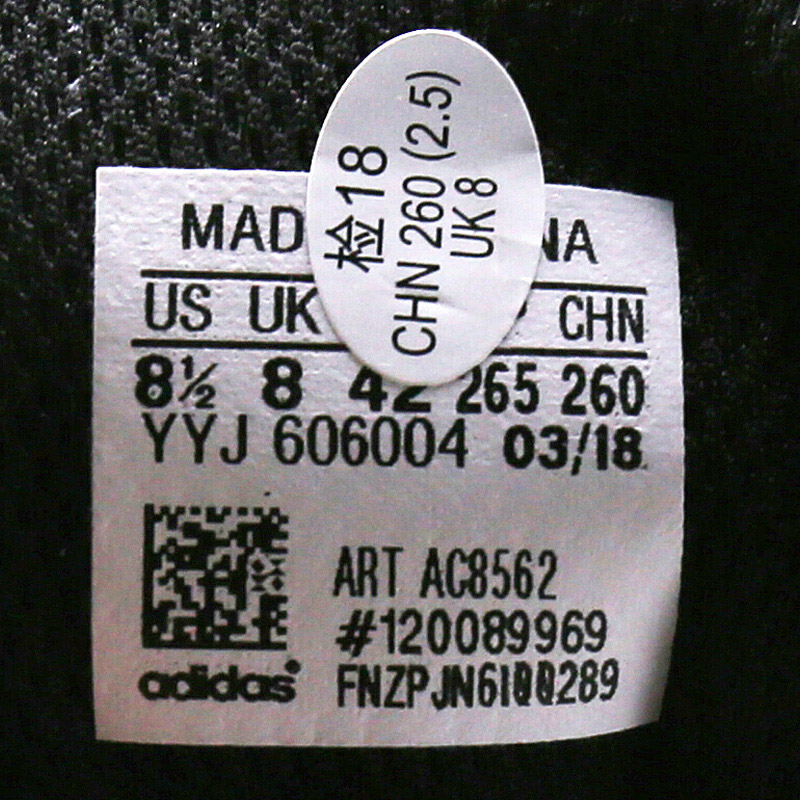 检18
CHN 260 (2.5)
UK 8
MAD NA
US UK CHN
8½ 8 42 265 260
YYJ 606004 03/18
ART AC8562
#120089969
adidas